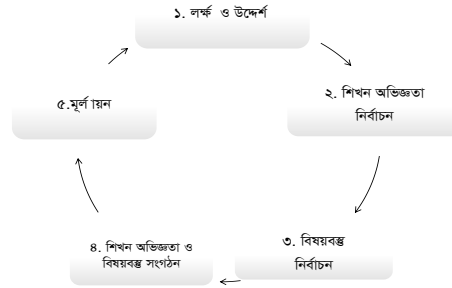 ১. লর্ক্ষ ও উদ্দের্শ
২. শিখন অভিজ্ঞতা
নির্বাচন
৩. বিষয়বস্তু
নির্বাচন
৪. শিখন অভিজ্ঞতা ও
বিষয়বস্তু সংগঠন
৫.মূর্ল ায়ন